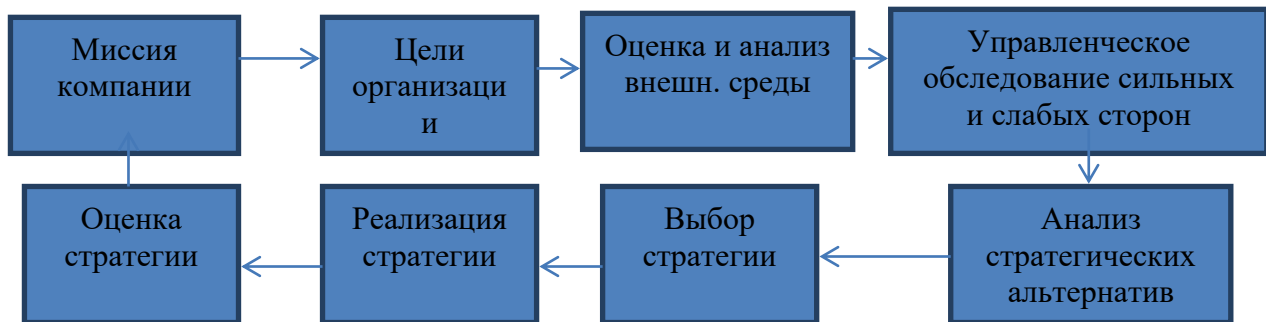 Миссия
компании
Цели
организаци
и
Оценка и анализ
внешн. среды
Управленческое
обследование сильных
и слабых сторон
Оценка
стратегии
Реализация
стратегии
Выбор
стратегии
Анализ
стратегических
альтернатив